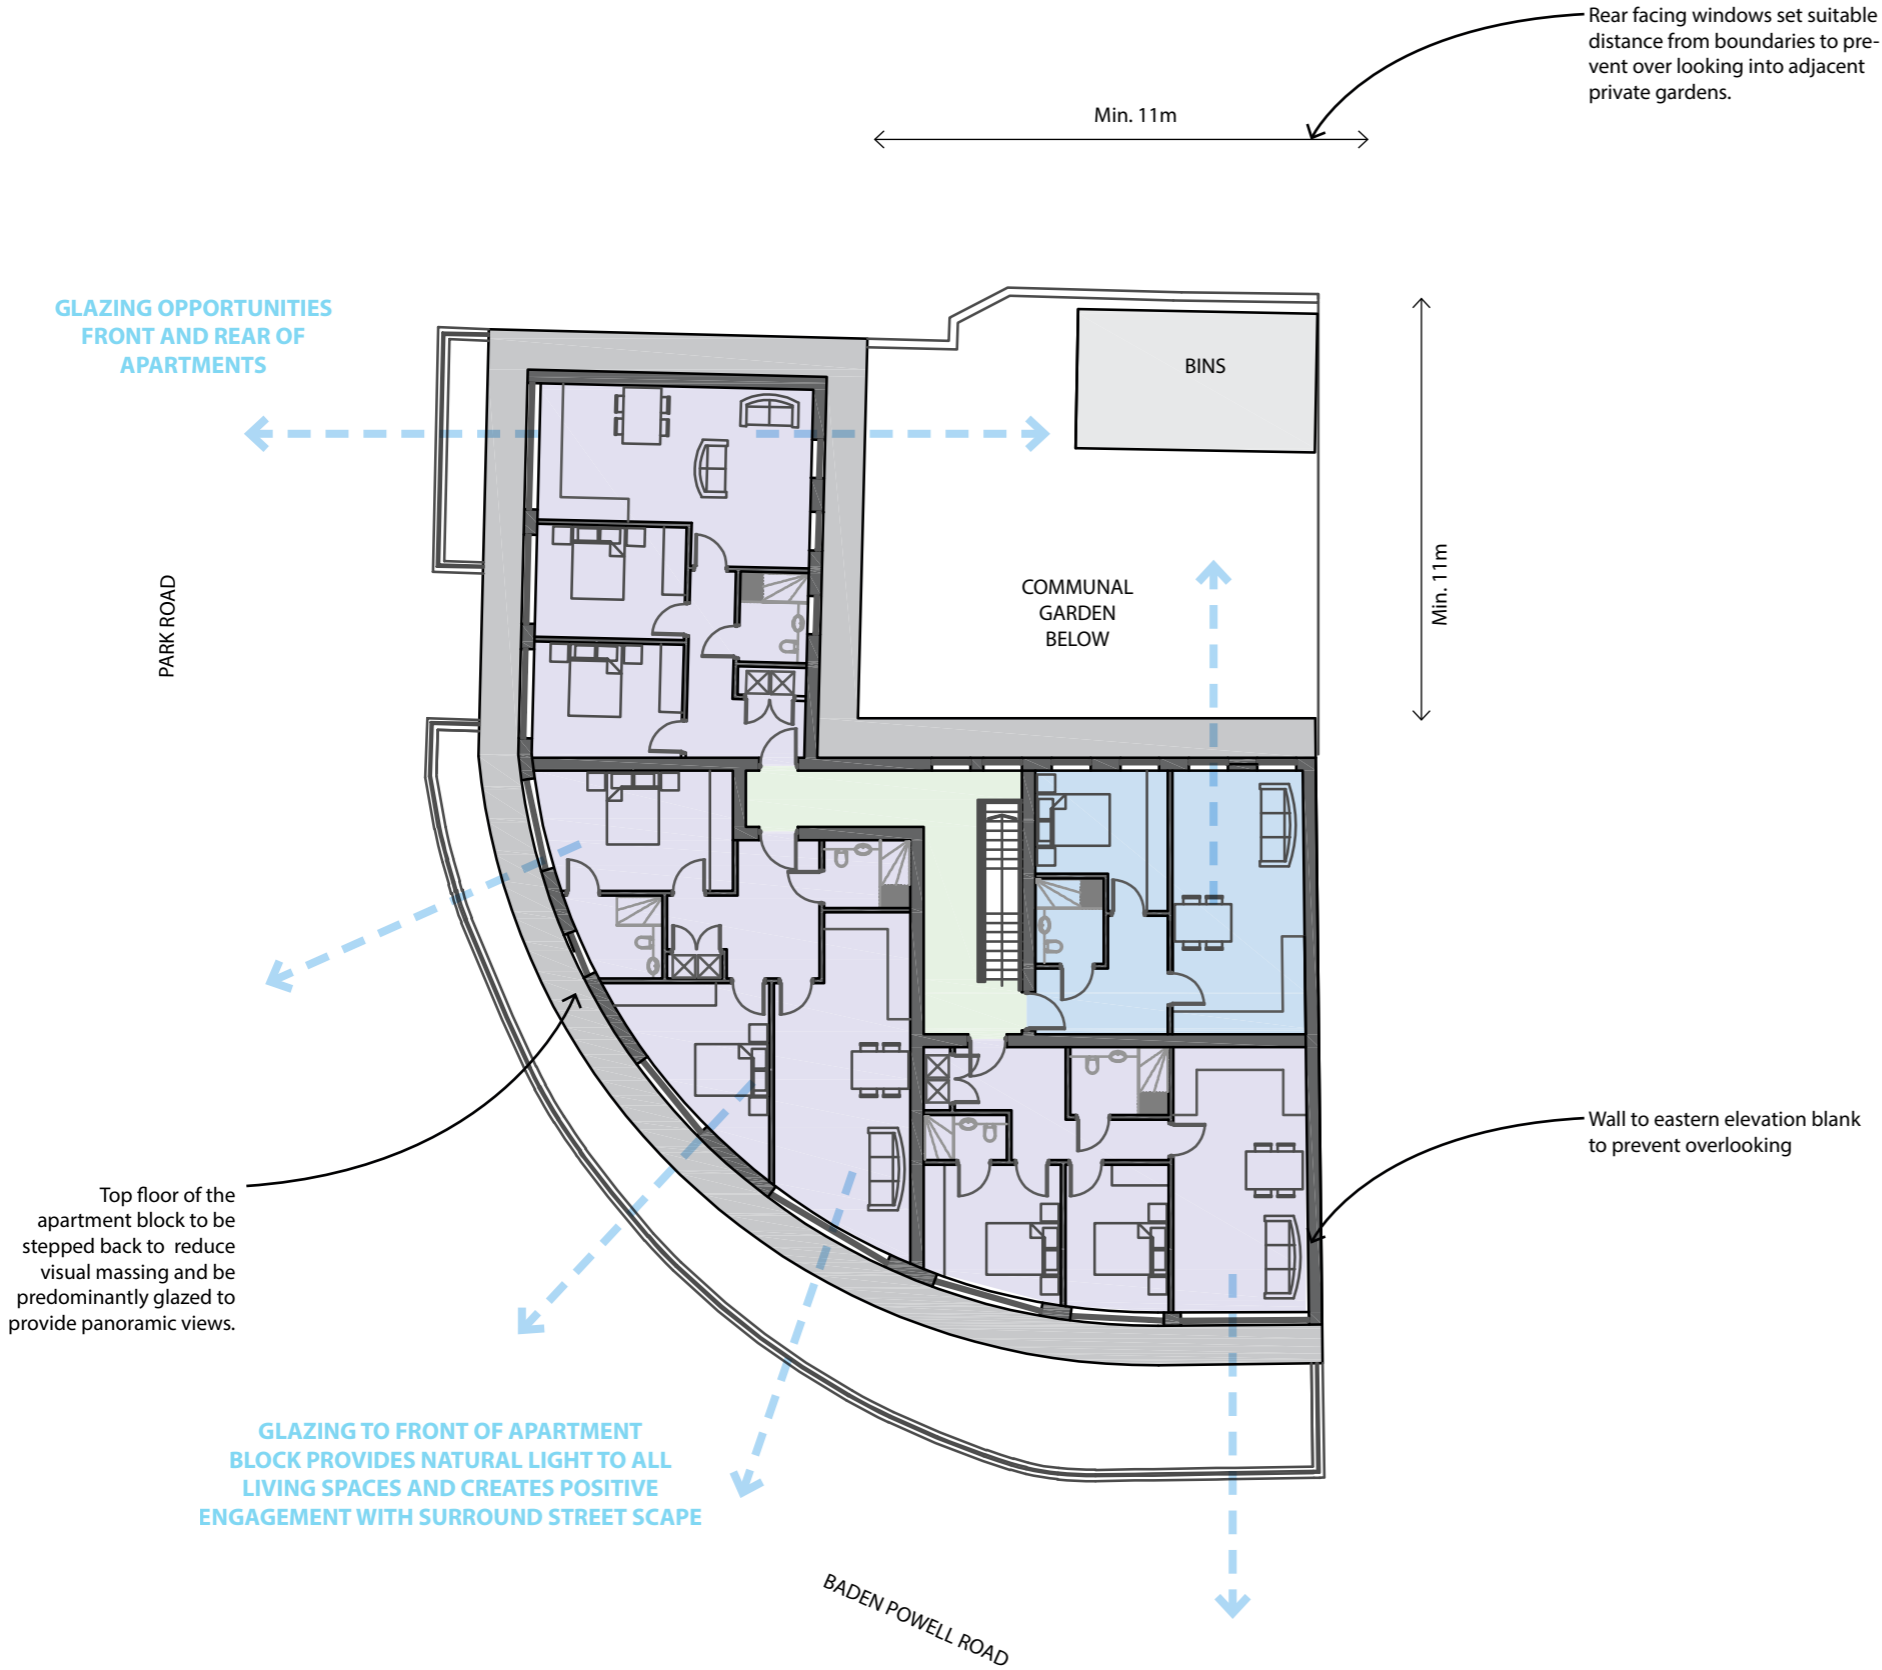 Rear facing windows set suitable
distance from boundaries to pre-
vent over looking into adjacent
private gardens.
Min. 11m
GLAZING OPPORTUNITIES
FRONT AND REAR OF
APARTMENTS
BINS
Min. 11m
PARK ROAD
COMMUNAL
GARDEN
BELOW
Wall to eastern elevation blank
to prevent overlooking
Top floor of the
apartment block to be
stepped back to reduce
visual massing and be
predominantly glazed to
provide panoramic views.
GLAZING TO FRONT OF APARTMENT
BLOCK PROVIDES NATURAL LIGHT TO ALL
LIVING SPACES AND CREATES POSITIVE
ENGAGEMENT WITH SURROUND STREET SCAPE
BADEN POWELL ROAD